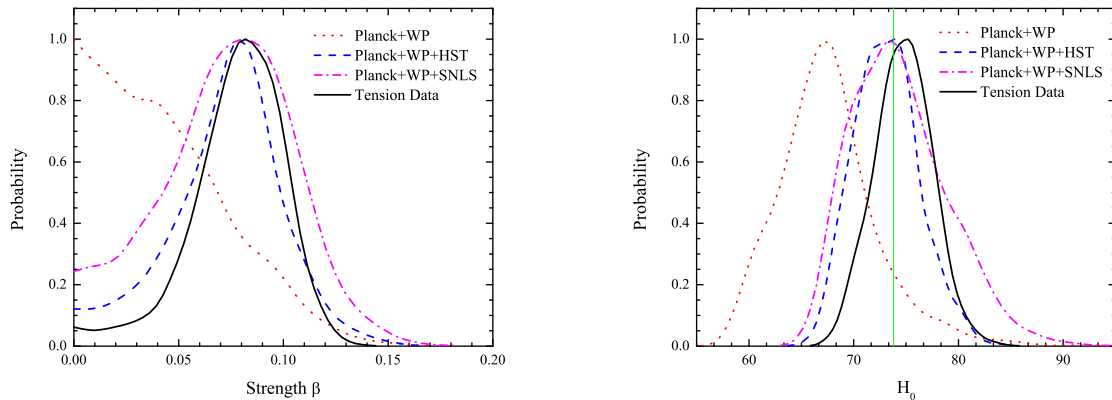 Planck+WP
Planck+WP+HST
Planck+WP+SNLS
Tension Data
Probability
1.0
0.8
0.6
0.4
0.2
0.0
0.00 0.05 0.10 0.15 0.20
Strength β
Planck+WP
Planck+WP+HST
Planck+WP+SNLS
Tension Data
Probability
1.0
0.8
0.6
0.4
0.2
0.0
60 70 80 90
H₀